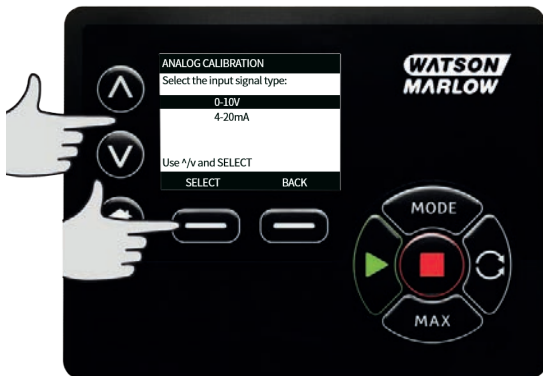 ANALOG CALIBRATION
Select the input signal type:
0-10V
4-20mA
Use ^/v and SELECT
SELECT BACK
WATSON
MARLOW
MODE
MAX